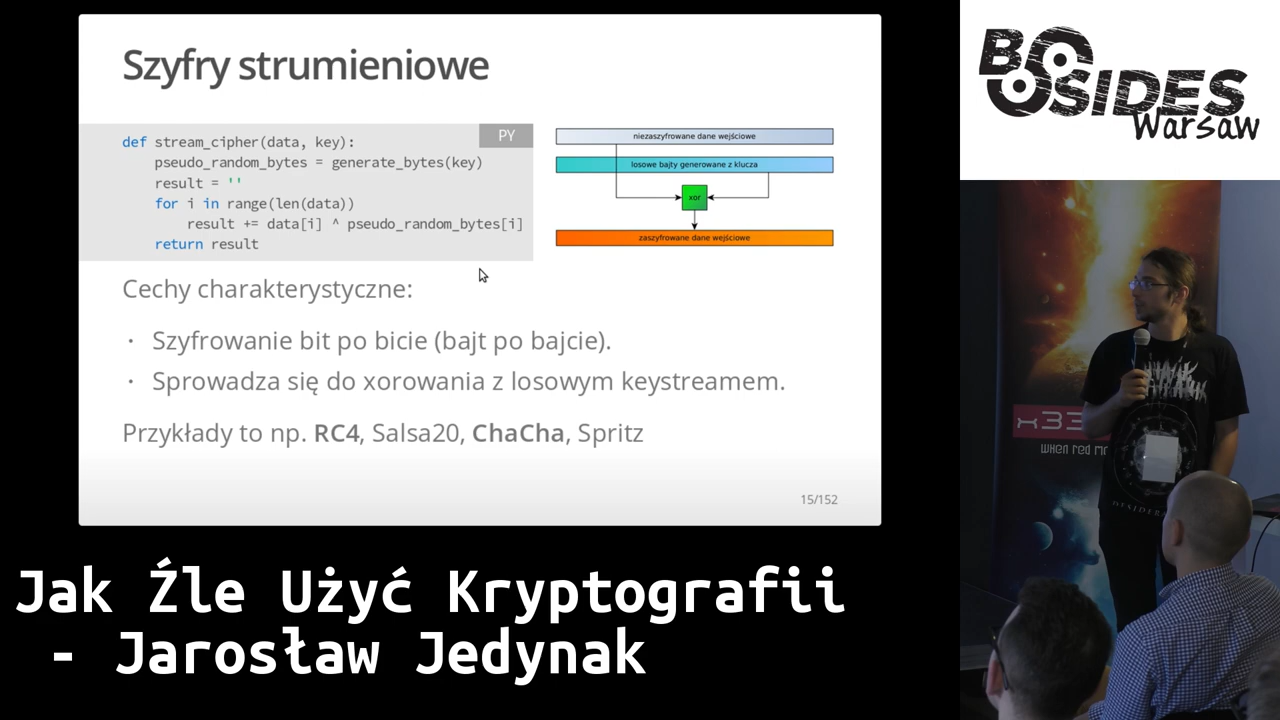 Szyfry strumieniowe
PY
def stream_cipher(data, key):
pseudo_random_bytes = generate_bytes(key)
result = ''
for i in range(len(data))
result += data[i] ^ pseudo_random_bytes[i]
return result
niezaszyfrowane dane wejściowe
losowe bajty generowane z klucza
xor
zaszyfrowane dane wejściowe
Cechy charakterystyczne:
· Szyfrowanie bit po bicie (bajt po bajcie).
· Sprowadza się do xorowania z losowym keystreamem.
Przykłady to np. RC4, Salsa20, ChaCha, Spritz
15/152
Jak Źle Użyć Kryptografii
- Jarosław Jedynak
BSIDES
Warsaw
when red